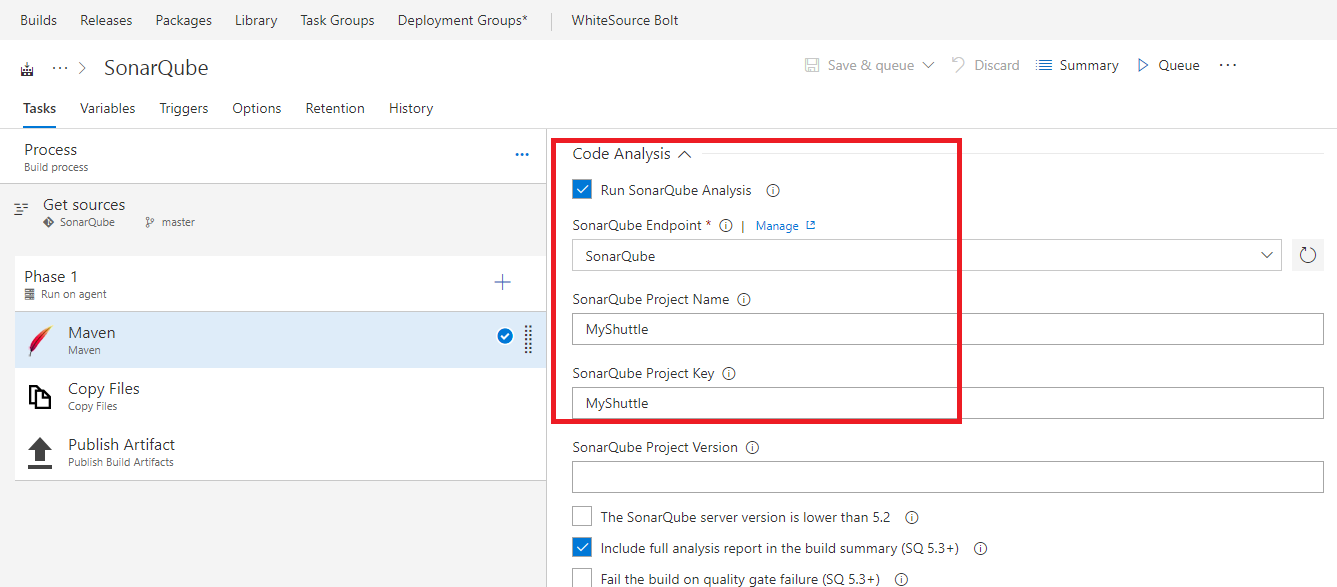 Builds Releases Packages Library Task Groups Deployment Groups* | WhiteSource Bolt
... > SonarQube
Save & queue Discard Summary Queue ...
Tasks Variables Triggers Options Retention History
Process
Build process
...
Get sources
SonarQube master
Phase 1
Run on agent
Maven
Maven
Copy Files
Copy Files
Publish Artifact
Publish Build Artifacts
Code Analysis
Run SonarQube Analysis
SonarQube Endpoint * | Manage
SonarQube
SonarQube Project Name
MyShuttle
SonarQube Project Key
MyShuttle
SonarQube Project Version
The SonarQube server version is lower than 5.2
Include full analysis report in the build summary (SQ 5.3+)
Fail the build on quality gate failure (SQ 5.3+)